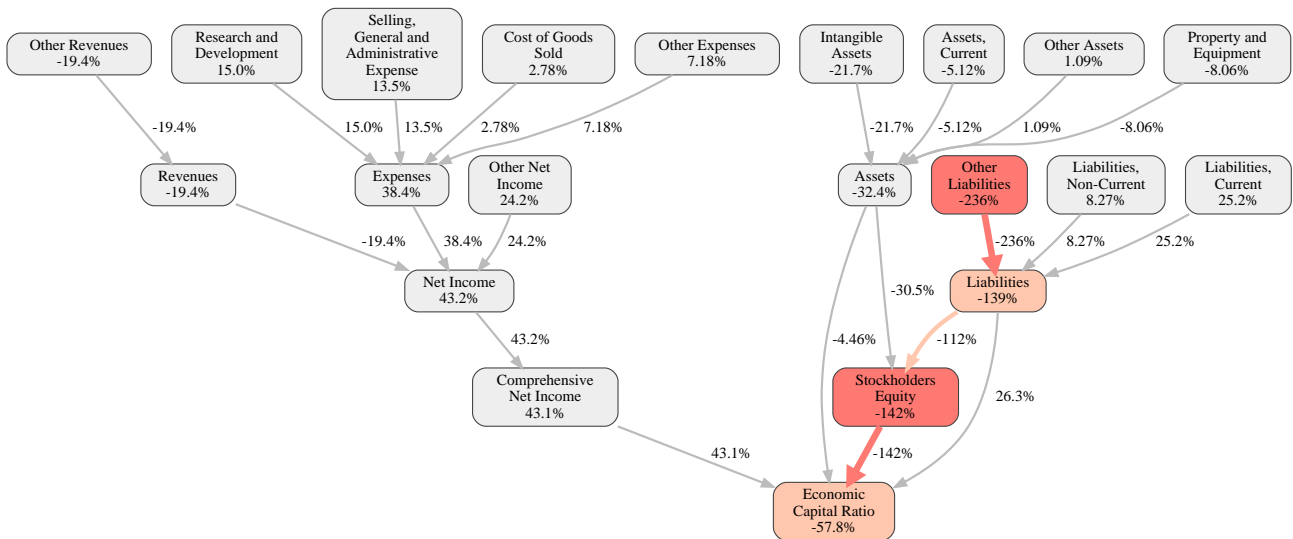 Other Revenues
-19.4%
Research and
Development
15.0%
Selling,
General and
Administrative
Expense
13.5%
Cost of Goods
Sold
2.78%
Other Expenses
7.18%
Intangible
Assets
-21.7%
Assets,
Current
-5.12%
Other Assets
1.09%
Property and
Equipment
-8.06%
-19.4%
15.0%
13.5%
2.78%
7.18%
-21.7%
-5.12%
1.09%
-8.06%
Revenues
-19.4%
Expenses
38.4%
Other Net
Income
24.2%
Assets
-32.4%
Other
Liabilities
-236%
Liabilities,
Non-Current
8.27%
Liabilities,
Current
25.2%
-19.4%
38.4%
24.2%
-236%
8.27%
25.2%
Net Income
43.2%
-30.5%
Liabilities
-139%
43.2%
-4.46%
-112%
Comprehensive
Net Income
43.1%
Stockholders
Equity
-142%
26.3%
43.1%
-142%
Economic
Capital Ratio
-57.8%